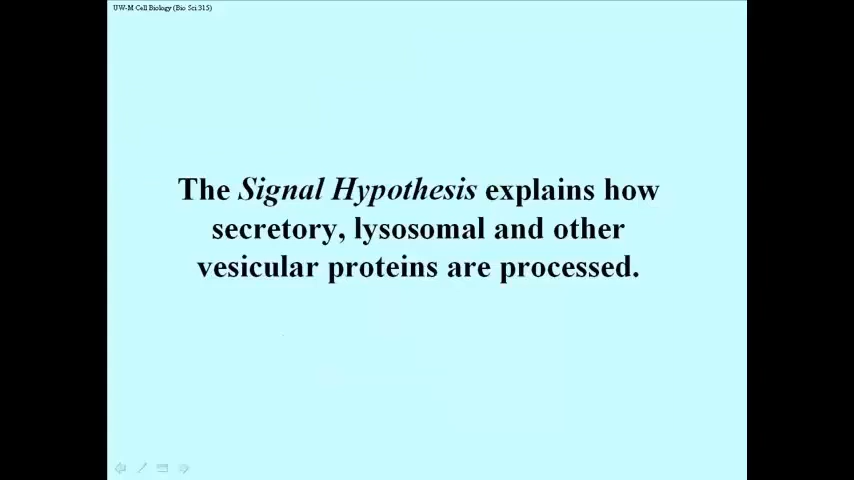 UW-M Cell Biology (Bio Sci 315)
The Signal Hypothesis explains how
secretory, lysosomal and other
vesicular proteins are processed.